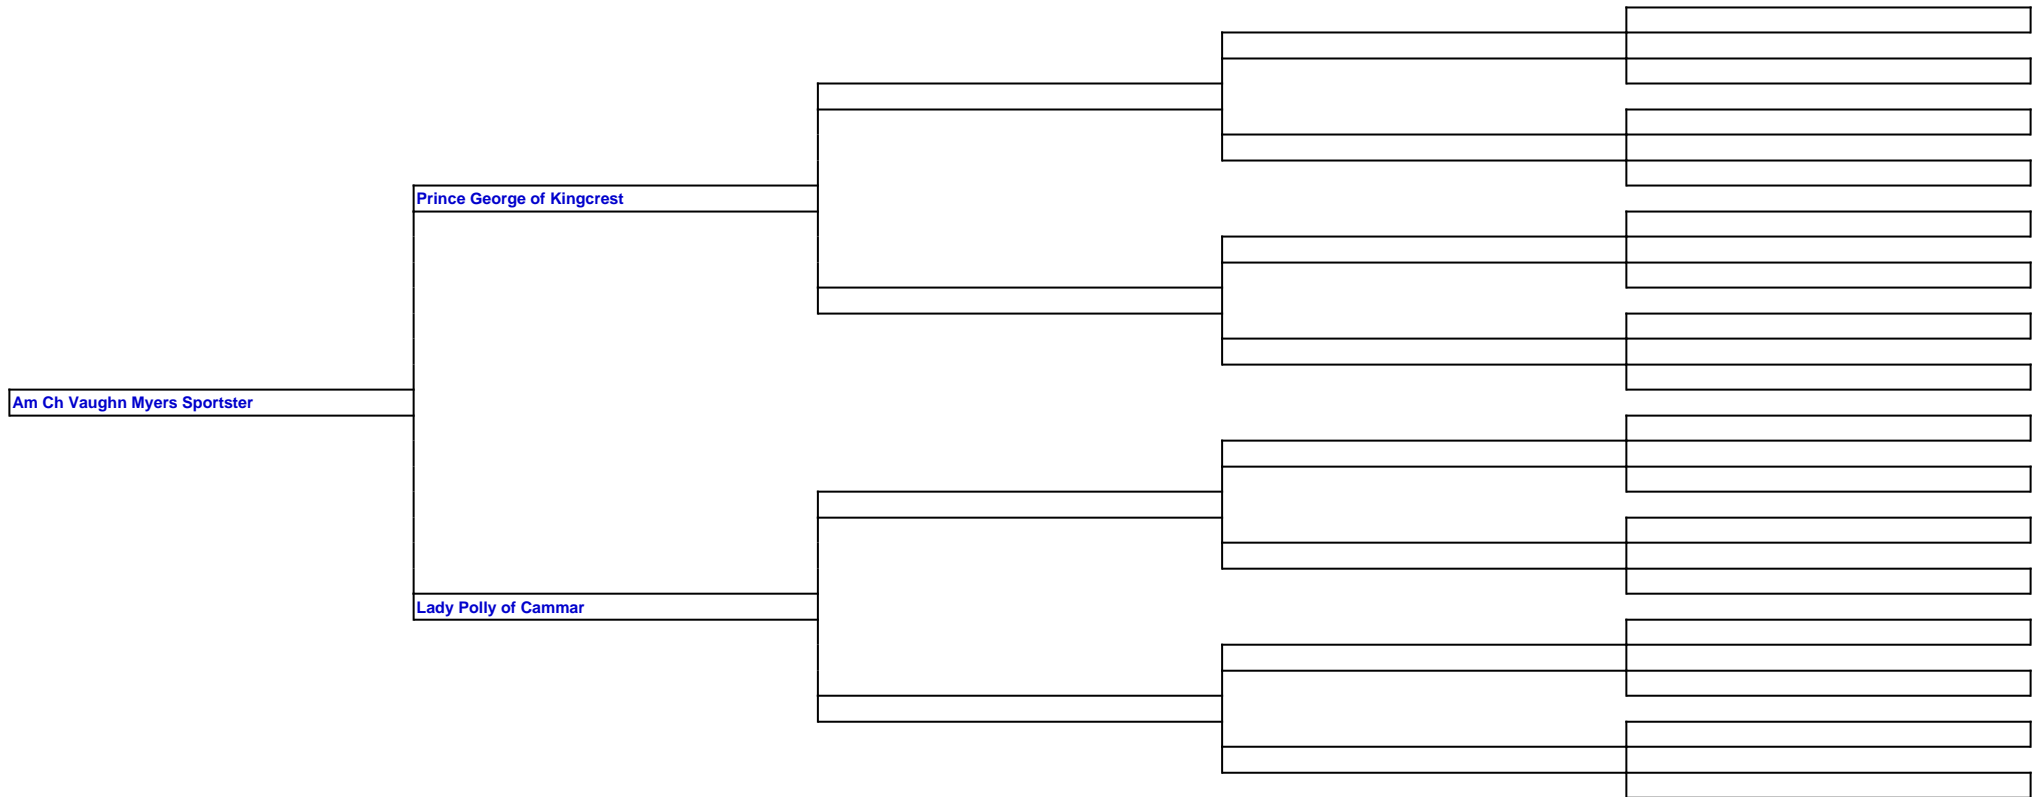 Prince George of Kingcrest
Am Ch Vaughn Myers Sportster
Lady Polly of Cammar